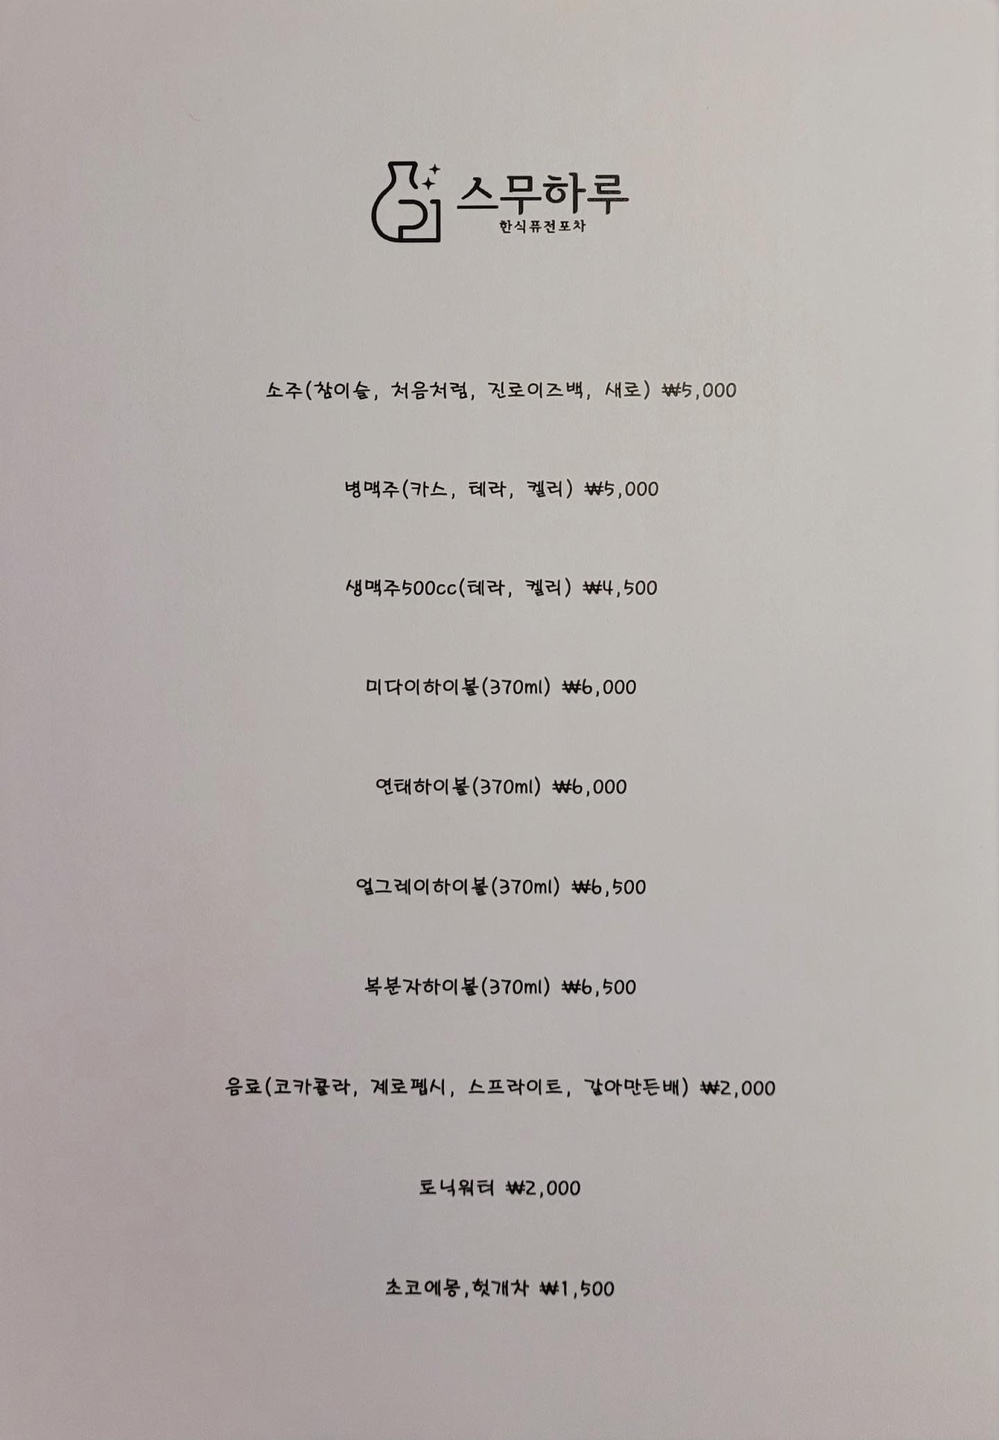 스무하루
한식퓨전포차
소주(참이슬, 처음처럼, 진로이즈백, 새로) ₩5,000
병맥주(카스, 테라, 켈리) ₩5,000
생맥주500cc(테라, 켈리) ₩4,500
미다이하이볼(370ml) ₩6,000
연태하이볼(370ml) ₩6,000
얼그레이하이볼(370ml) ₩6,500
복분자하이볼(370ml) ₩6,500
음료(코카콜라, 제로펩시, 스프라이트, 갈아만든배) ₩2,000
토닉워터 ₩2,000
초코에몽,헛개차 ₩1,500